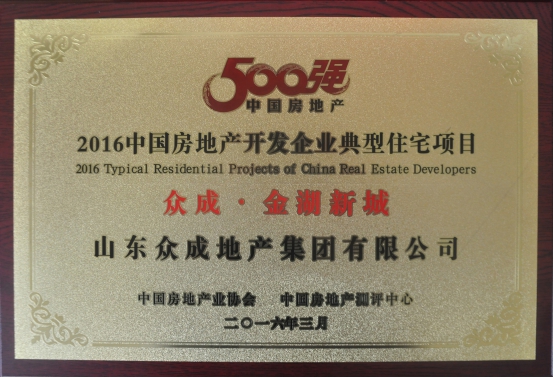 500强
中国房地产
2016中国房地产开发企业典型住宅项目
2016 Typical Residential Projects of China Real Estate Developers
众成·金湖新城
山东众成地产集团有限公司
中国房地产业协会 中国房地产测评中心
二〇一六年三月